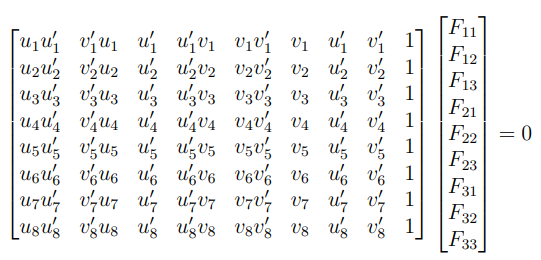 u₁u′₁ v′₁u₁ u′₁ u′₁v₁ v₁v′₁ v₁ u′₁ v′₁ 1
u₂u′₂ v′₂u₂ u′₂ u′₂v₂ v₂v′₂ v₂ u′₂ v′₂ 1
u₃u′₃ v′₃u₃ u′₃ u′₃v₃ v₃v′₃ v₃ u′₃ v′₃ 1
u₄u′₄ v′₄u₄ u′₄ u′₄v₄ v₄v′₄ v₄ u′₄ v′₄ 1
u₅u′₅ v′₅u₅ u′₅ u′₅v₅ v₅v′₅ v₅ u′₅ v′₅ 1
u₆u′₆ v′₆u₆ u′₆ u′₆v₆ v₆v′₆ v₆ u′₆ v′₆ 1
u₇u′₇ v′₇u₇ u′₇ u′₇v₇ v₇v′₇ v₇ u′₇ v′₇ 1
u₈u′₈ v′₈u₈ u′₈ u′₈v₈ v₈v′₈ v₈ u′₈ v′₈ 1
F₁₁
F₁₂
F₁₃
F₂₁
F₂₂
F₂₃
F₃₁
F₃₂
F₃₃
= 0